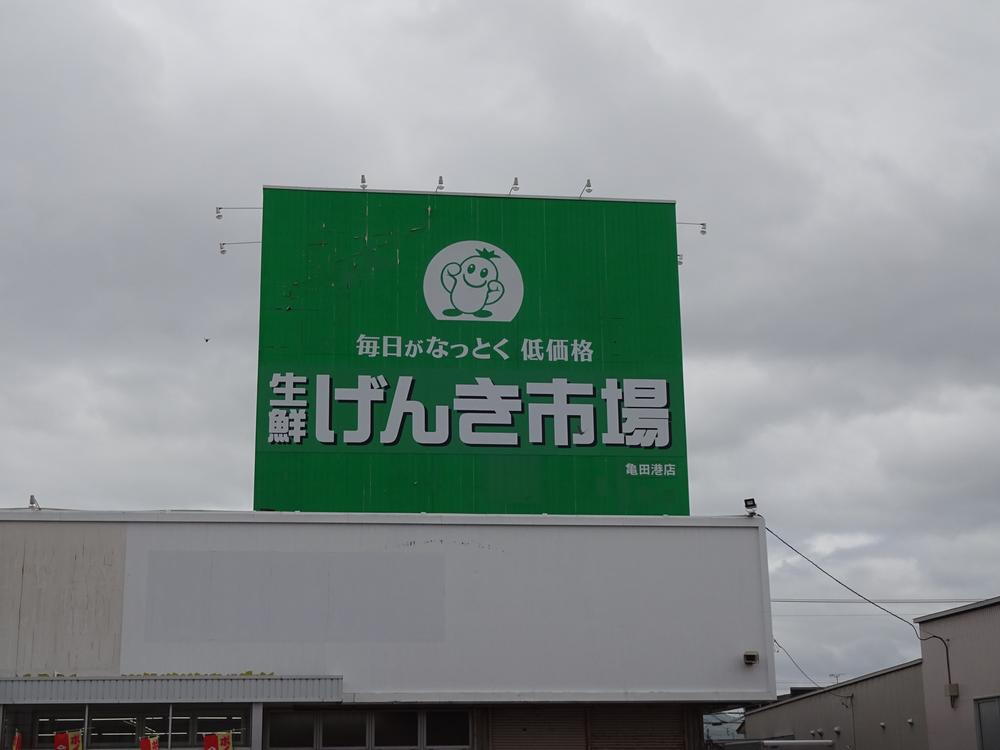 毎日がなっとく 低価格
生鮮げんき市場
亀田港店